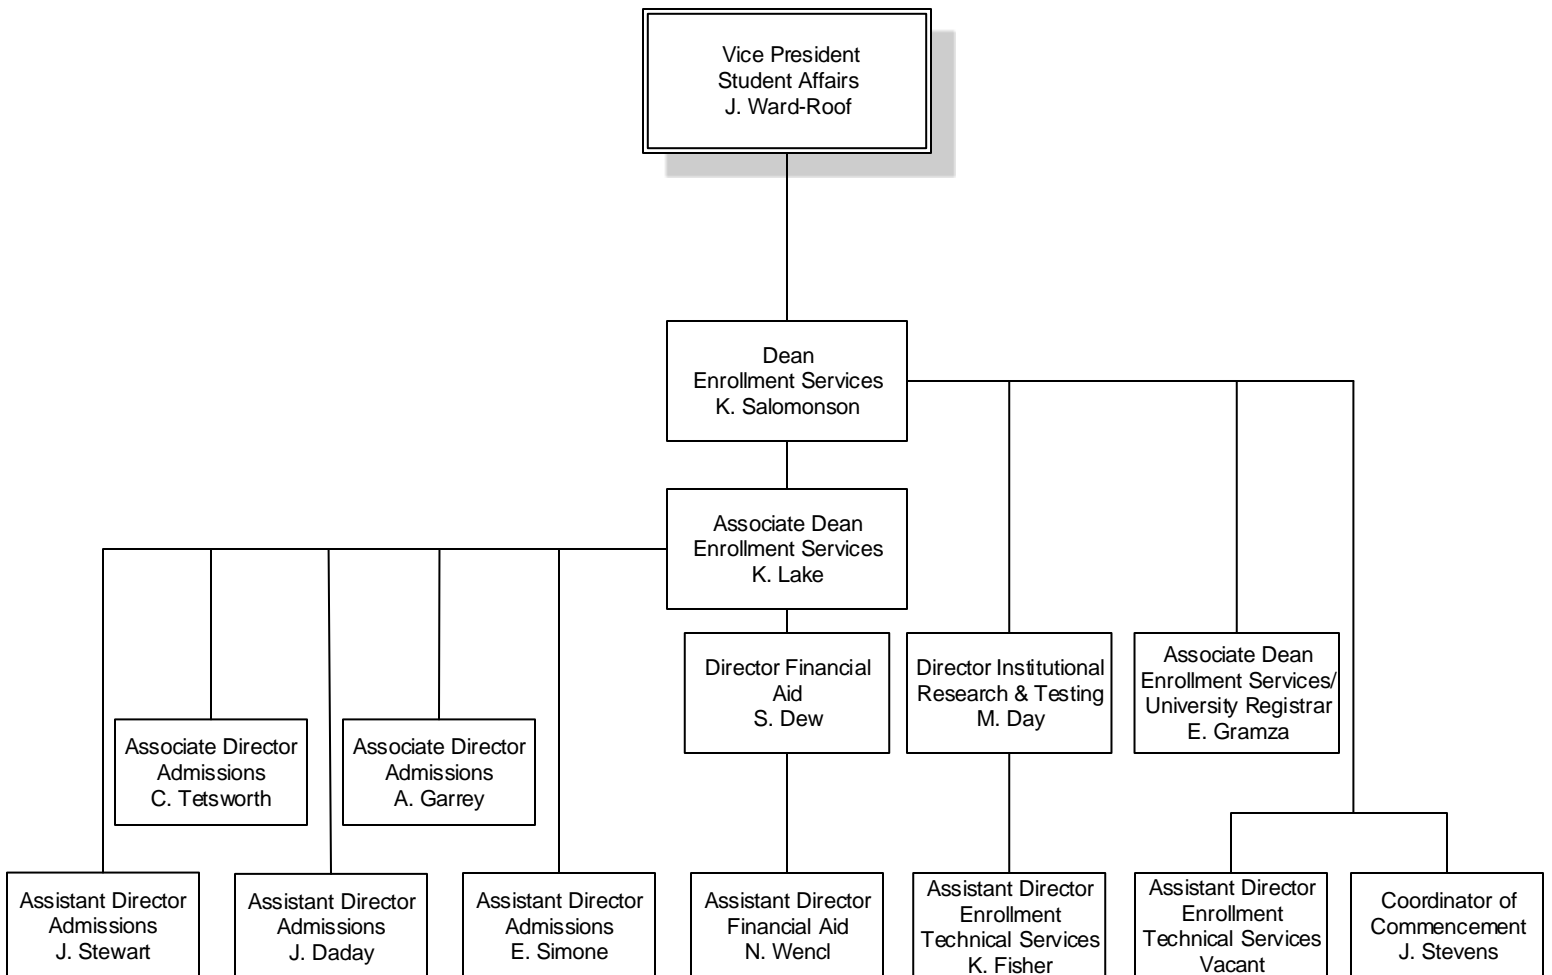 Vice President
Student Affairs
J. Ward-Roof
Dean
Enrollment Services
K. Salomonson
Associate Dean
Enrollment Services
K. Lake
Director Financial
Aid
S. Dew
Director Institutional
Research & Testing
M. Day
Associate Dean
Enrollment Services/
University Registrar
E. Gramza
Associate Director
Admissions
C. Tetsworth
Associate Director
Admissions
A. Garrey
Assistant Director
Admissions
J. Stewart
Assistant Director
Admissions
J. Daday
Assistant Director
Admissions
E. Simone
Assistant Director
Financial Aid
N. Wencl
Assistant Director
Enrollment
Technical Services
K. Fisher
Assistant Director
Enrollment
Technical Services
Vacant
Coordinator of
Commencement
J. Stevens